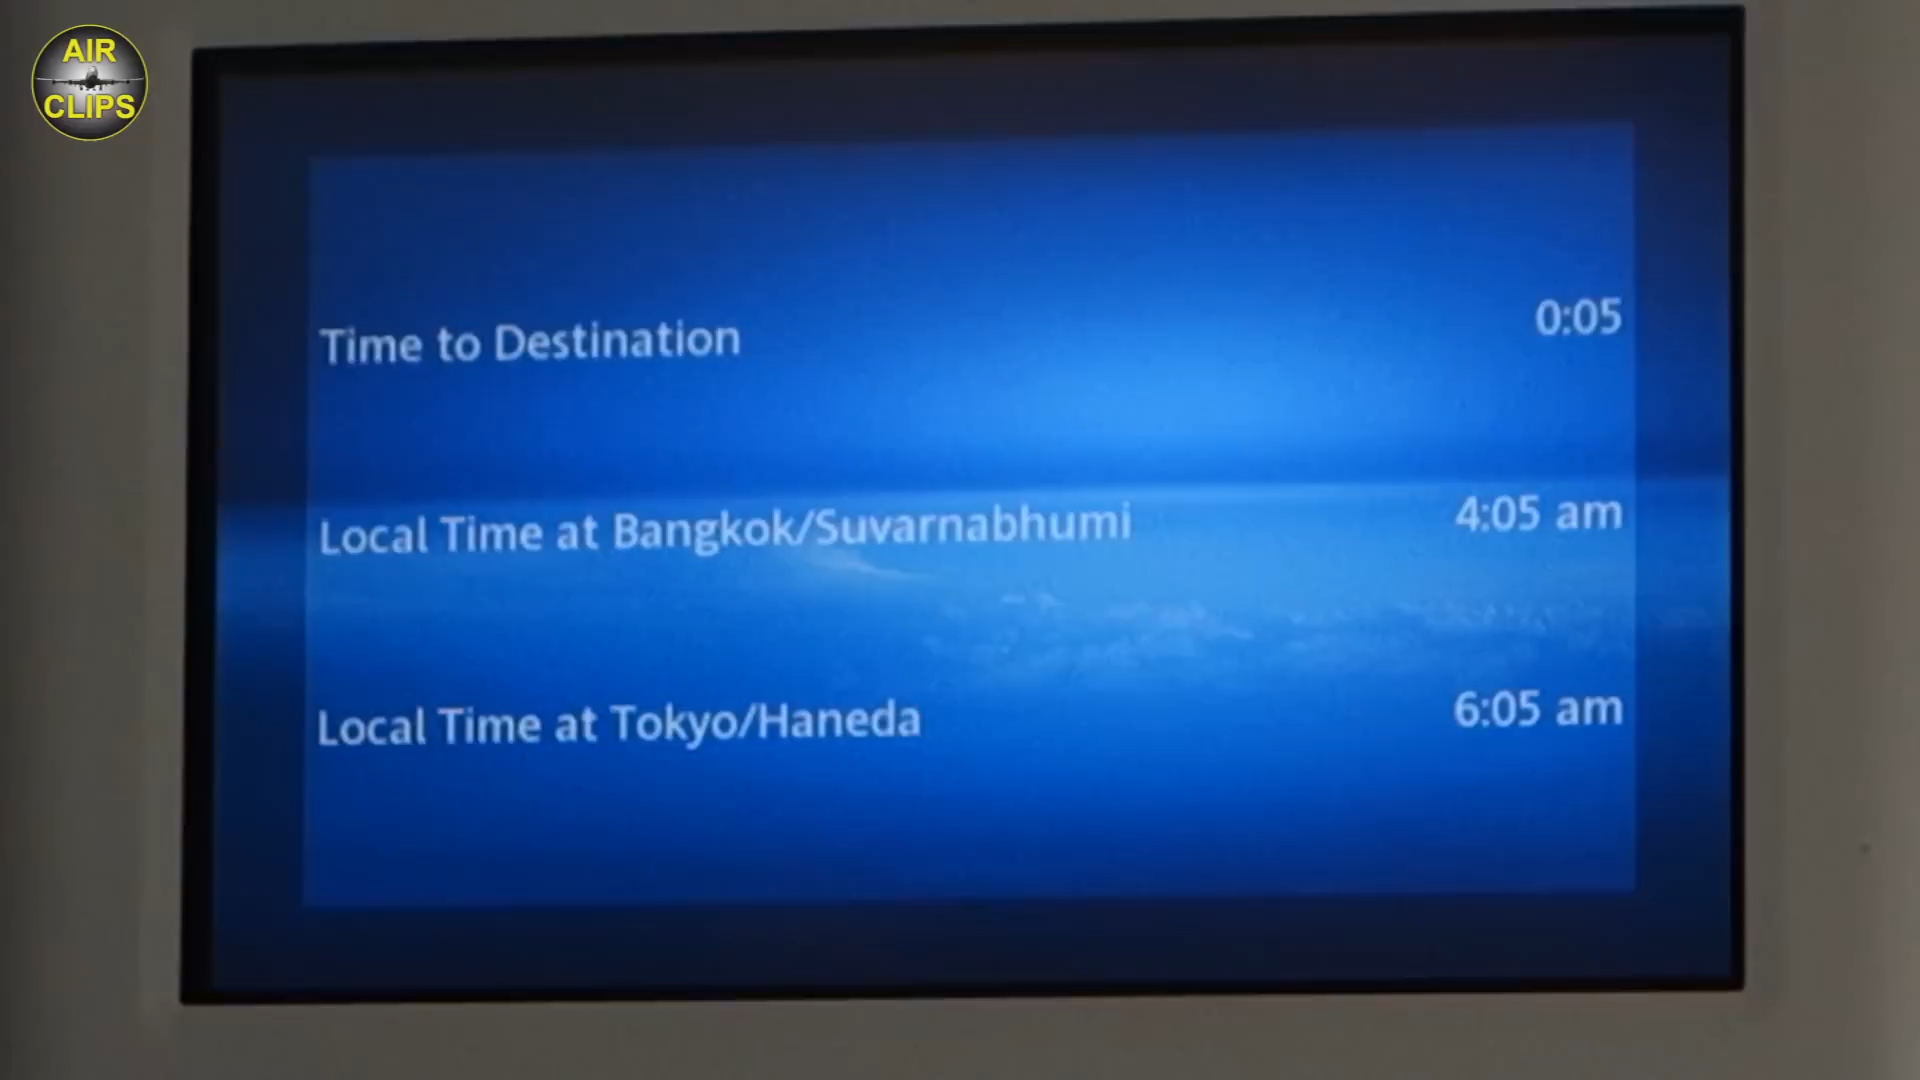 AIR
CLIPS
Time to Destination 0:05
Local Time at Bangkok/Suvarnabhumi 4:05 am
Local Time at Tokyo/Haneda 6:05 am